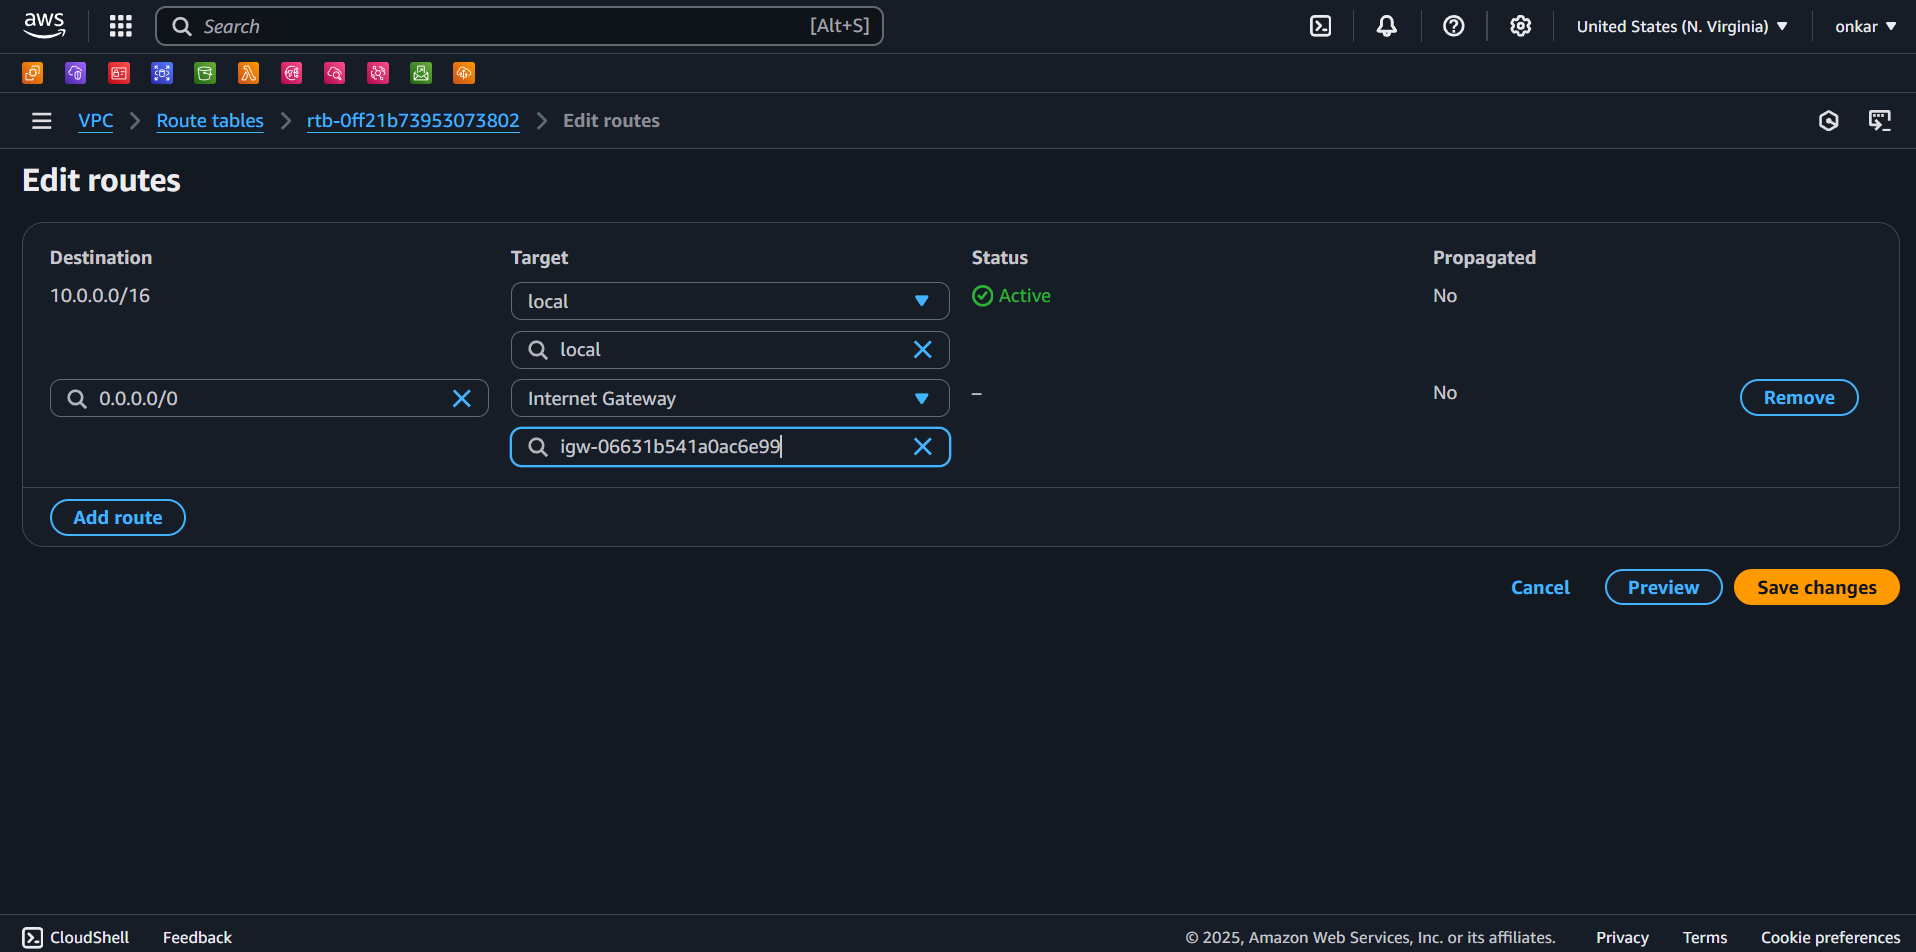 aws
Search [Alt+S]
United States (N. Virginia)
onkar
VPC
Route tables
rtb-0ff21b73953073802
Edit routes
Edit routes
Destination Target Status Propagated
10.0.0.0/16 local Active No
local
0.0.0.0/0 Internet Gateway – No Remove
igw-06631b541a0ac6e99
Add route
Cancel Preview Save changes
CloudShell Feedback © 2025, Amazon Web Services, Inc. or its affiliates. Privacy Terms Cookie preferences